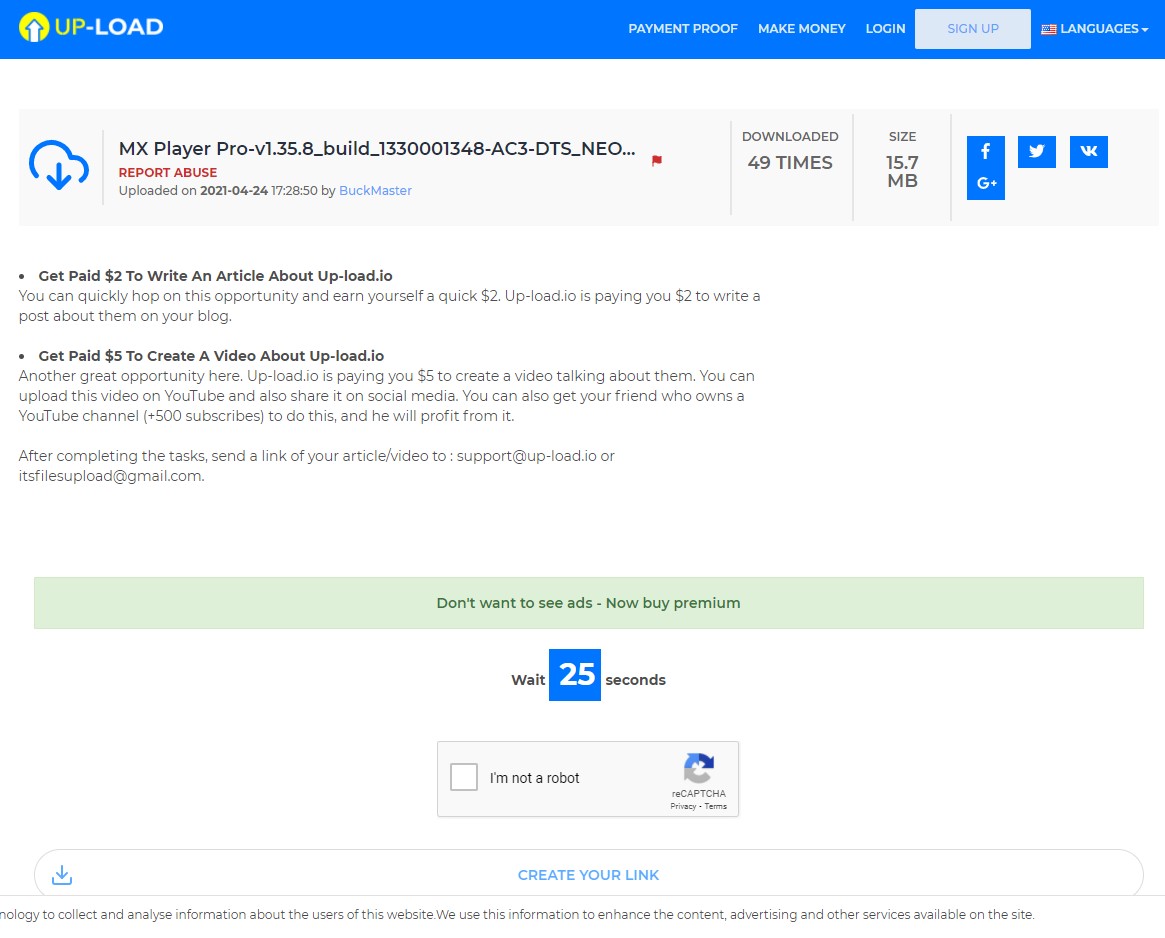 UP-LOAD
PAYMENT PROOF
MAKE MONEY
LOGIN
SIGN UP
LANGUAGES
MX Player Pro-v1.35.8_build_1330001348-AC3-DTS_NEO...
REPORT ABUSE
Uploaded on 2021-04-24 17:28:50 by BuckMaster
DOWNLOADED
49 TIMES
SIZE
15.7
MB
f
G+
• Get Paid $2 To Write An Article About Up-load.io
You can quickly hop on this opportunity and earn yourself a quick $2. Up-load.io is paying you $2 to write a
post about them on your blog.
• Get Paid $5 To Create A Video About Up-load.io
Another great opportunity here. Up-load.io is paying you $5 to create a video talking about them. You can
upload this video on YouTube and also share it on social media. You can also get your friend who owns a
YouTube channel (+500 subscribes) to do this, and he will profit from it.
After completing the tasks, send a link of your article/video to : support@up-load.io or
itsfilesupload@gmail.com.
Don't want to see ads - Now buy premium
Wait 25 seconds
I'm not a robot
reCAPTCHA
Privacy - Terms
CREATE YOUR LINK
nology to collect and analyse information about the users of this website.We use this information to enhance the content, advertising and other services available on the site.